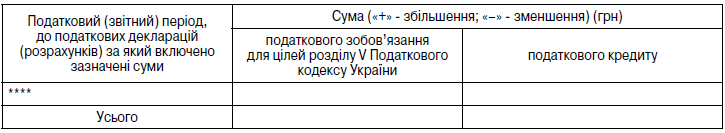 Податковий (звітний) період,
до податкових декларацій
(розрахунків) за який включено
зазначені суми
Сума («+» - збільшення; «–» - зменшення) (грн)
податкового зобов’язання
для цілей розділу V Податкового
кодексу України
податкового кредиту
****
Усього